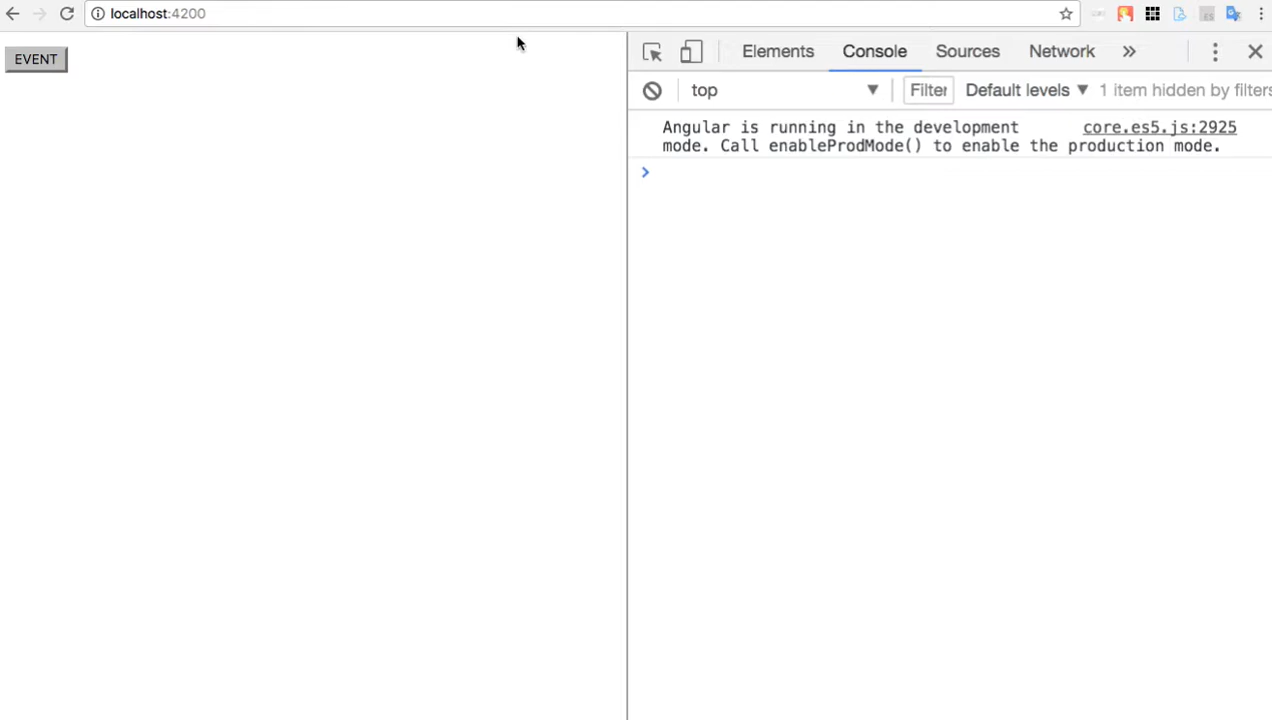 localhost:4200
EVENT
Elements Console Sources Network »
top Filter Default levels ▼ 1 item hidden by filters
Angular is running in the development core.es5.js:2925
mode. Call enableProdMode() to enable the production mode.